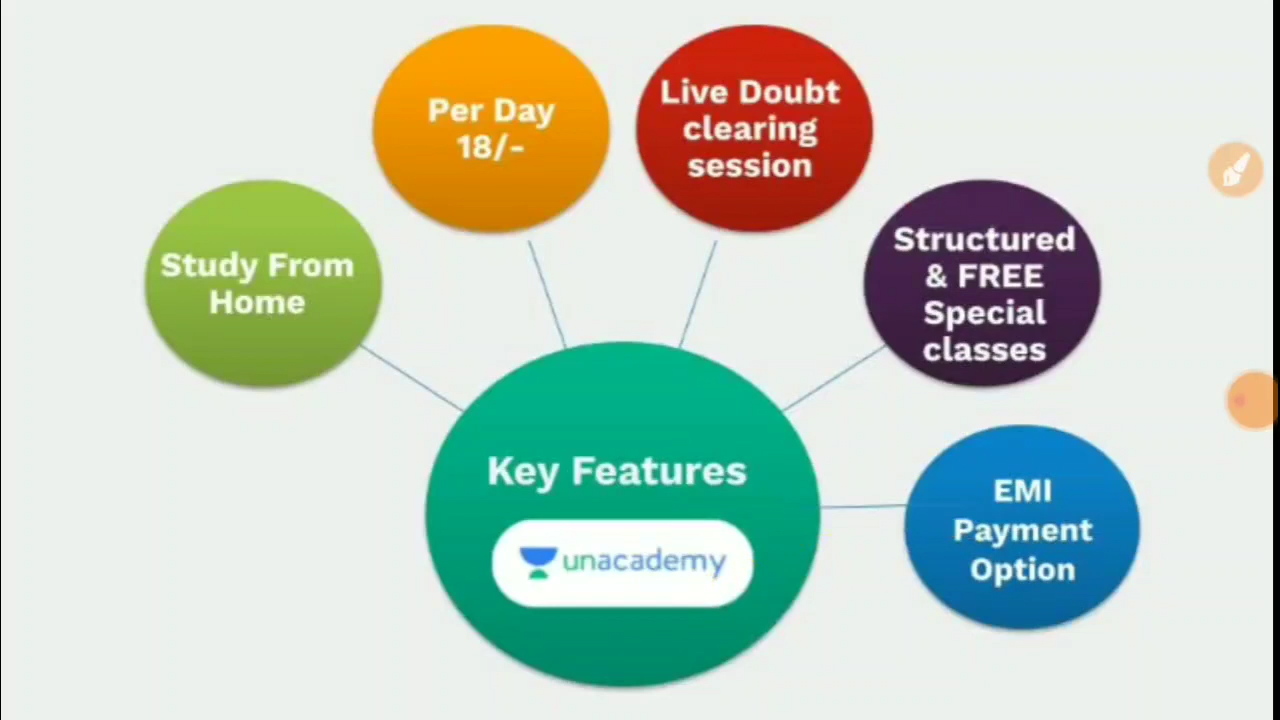 Per Day
18/-
Live Doubt
clearing
session
Study From
Home
Structured
& FREE
Special
classes
Key Features
unacademy
EMI
Payment
Option